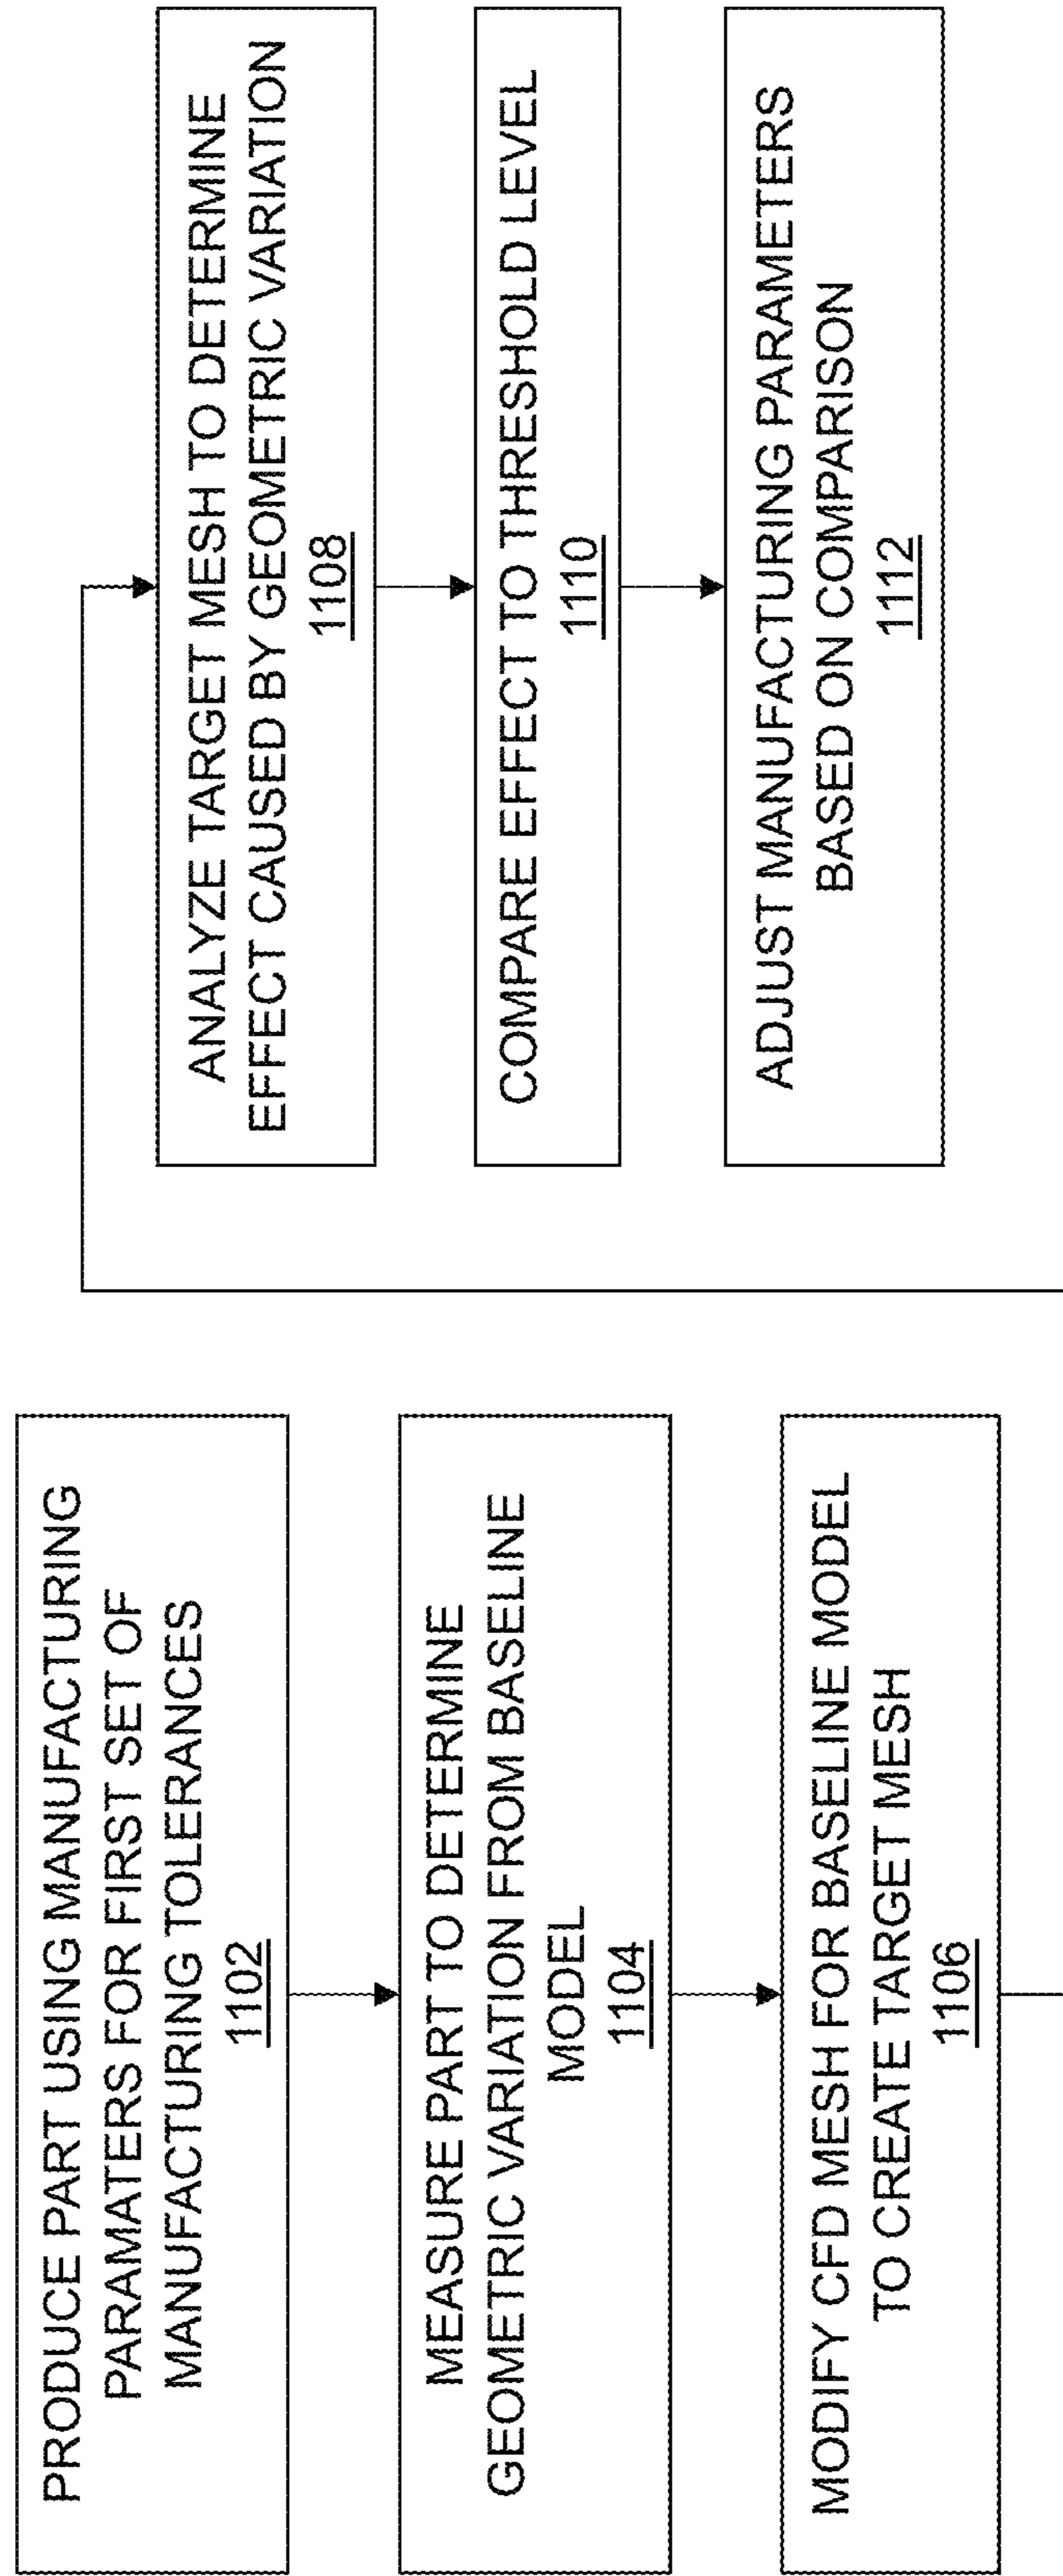 PRODUCE PART USING MANUFACTURING
PARAMATERS FOR FIRST SET OF
MANUFACTURING TOLERANCES
1102
MEASURE PART TO DETERMINE
GEOMETRIC VARIATION FROM BASELINE
MODEL
1104
MODIFY CFD MESH FOR BASELINE MODEL
TO CREATE TARGET MESH
1106
ANALYZE TARGET MESH TO DETERMINE
EFFECT CAUSED BY GEOMETRIC VARIATION
1108
COMPARE EFFECT TO THRESHOLD LEVEL
1110
ADJUST MANUFACTURING PARAMETERS
BASED ON COMPARISON
1112